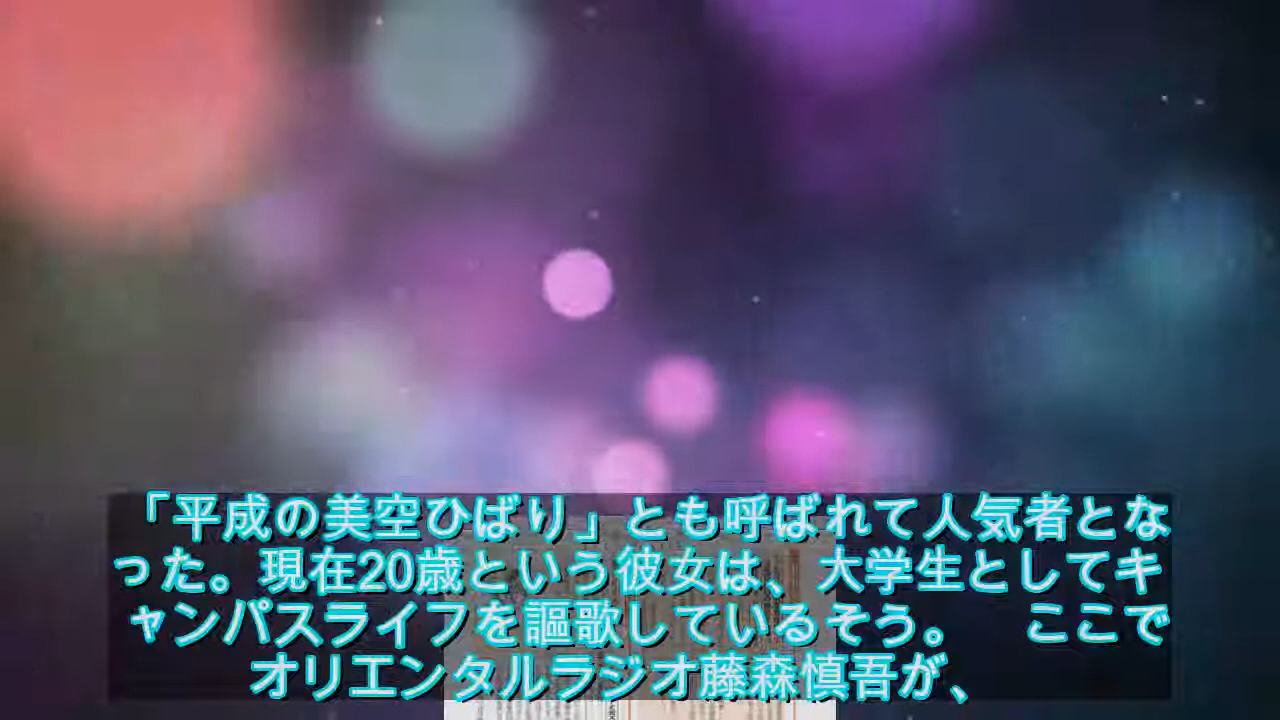 「平成の美空ひばり」とも呼ばれて人気者とな
った。現在20歳という彼女は、大学生としてキ
ャンパスライフを謳歌しているそう。　ここで
オリエンタルラジオ藤森慎吾が、